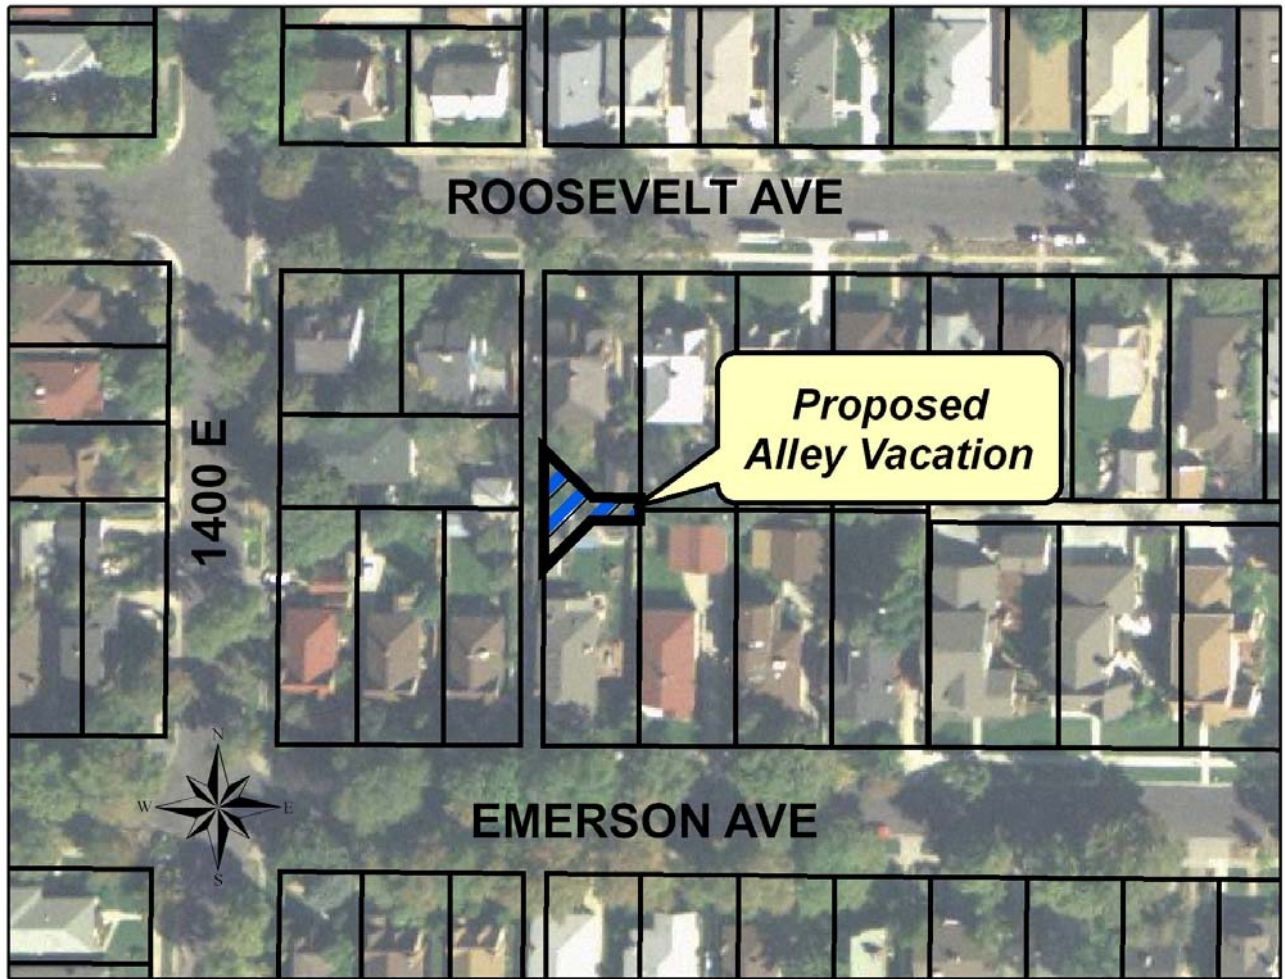 ROOSEVELT AVE
Proposed
Alley Vacation
1400 E
N
W
E
S
EMERSON AVE